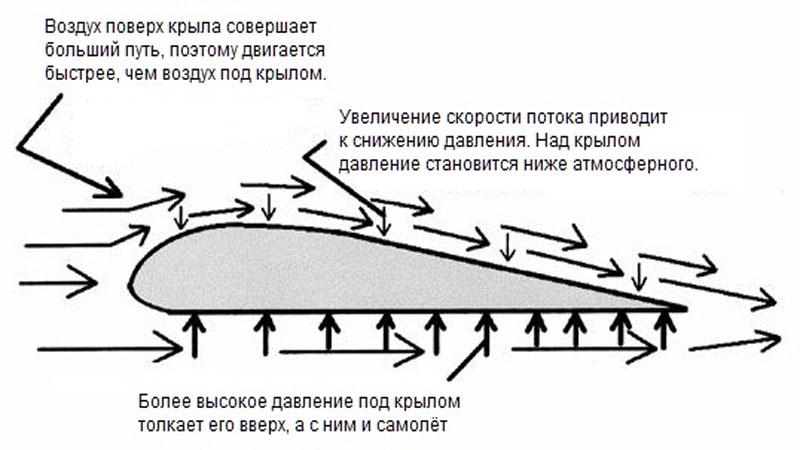 Воздух поверх крыла совершает
больший путь, поэтому двигается
быстрее, чем воздух под крылом.
Увеличение скорости потока приводит
к снижению давления. Над крылом
давление становится ниже атмосферного.
Более высокое давление под крылом
толкает его вверх, а с ним и самолёт